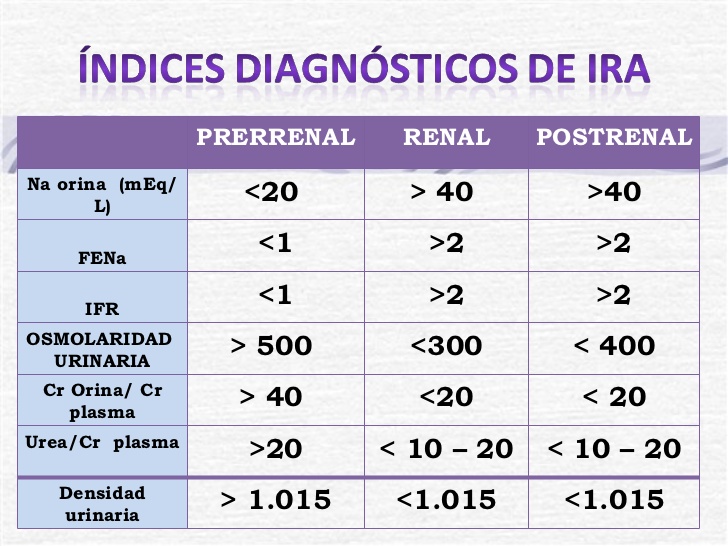 ÍNDICES DIAGNÓSTICOS DE IRA
PRERRENAL RENAL POSTRENAL
Na orina (mEq/
L) <20 > 40 >40
FENa <1 >2 >2
IFR <1 >2 >2
OSMOLARIDAD
URINARIA > 500 <300 < 400
Cr Orina/ Cr
plasma > 40 <20 < 20
Urea/Cr plasma >20 < 10 – 20 < 10 – 20
Densidad
urinaria > 1.015 <1.015 <1.015